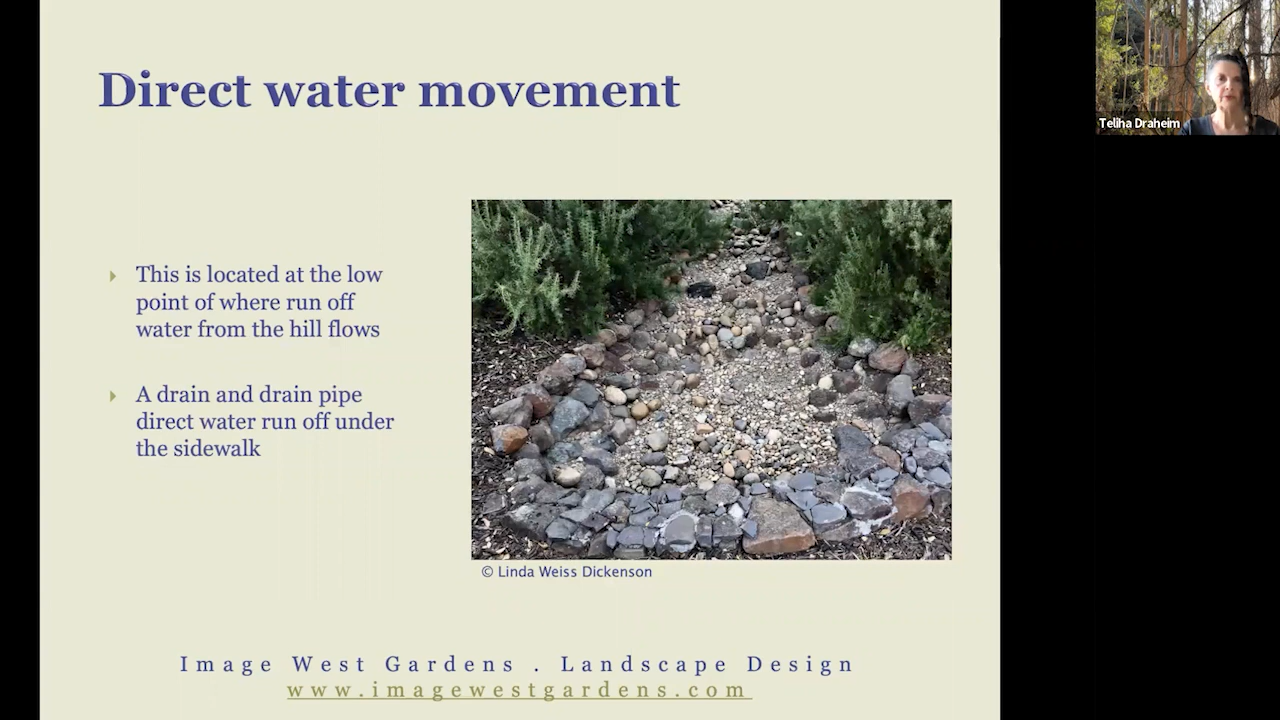 Direct water movement
Teliha Draheim
This is located at the low
point of where run off
water from the hill flows
A drain and drain pipe
direct water run off under
the sidewalk
© Linda Weiss Dickenson
Image West Gardens . Landscape Design
www.imagewestgardens.com